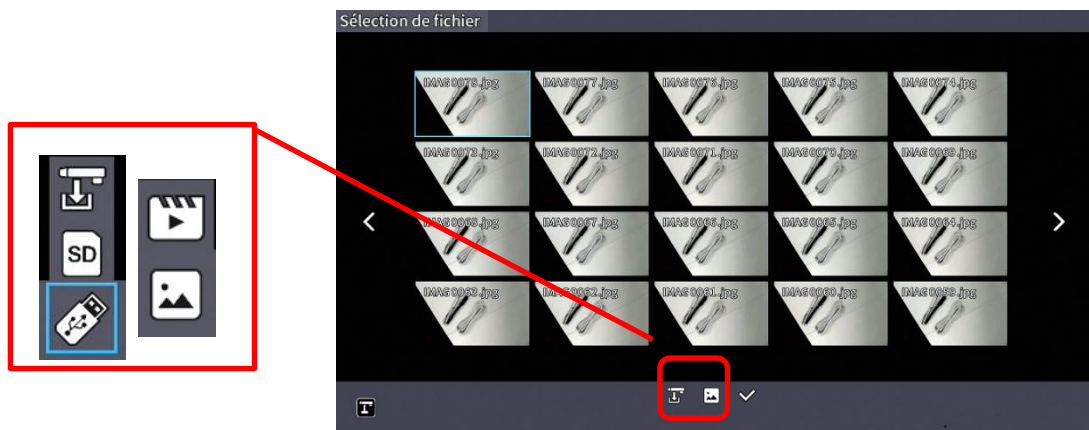 Sélection de fichier
IMAG0078.jpg IMAG0077.jpg IMAG0076.jpg IMAG0075.jpg IMAG0074.jpg
IMAG0073.jpg IMAG0072.jpg IMAG0071.jpg IMAG0070.jpg IMAG0069.jpg
SD
IMAG0068.jpg IMAG0067.jpg IMAG0066.jpg IMAG0065.jpg IMAG0064.jpg
IMAG0063.jpg IMAG0062.jpg IMAG0061.jpg IMAG0060.jpg IMAG0059.jpg
T